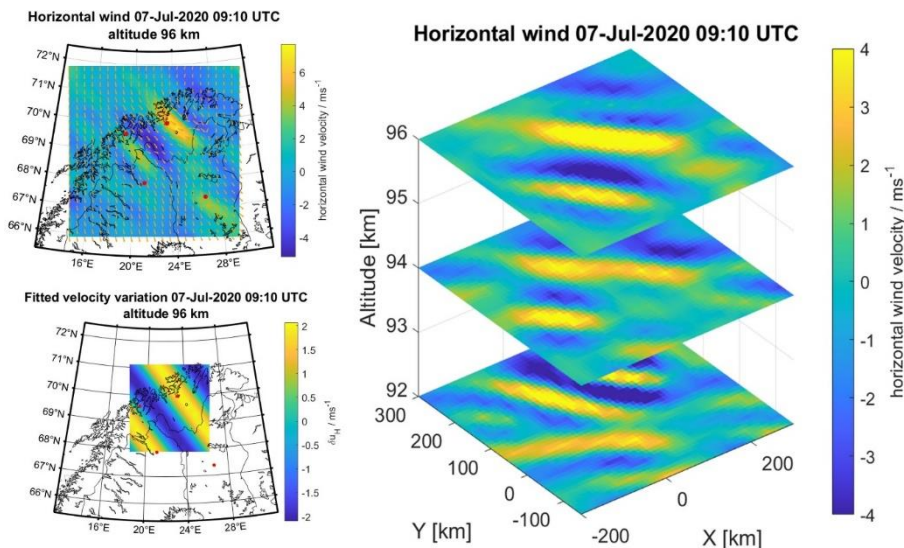 Horizontal wind 07-Jul-2020 09:10 UTC
altitude 96 km
72°N
71°N
70°N
69°N
68°N
67°N
66°N
16°E 20°E 24°E 28°E
6
4
2
0
-2
-4
horizontal wind velocity / ms⁻¹
Fitted velocity variation 07-Jul-2020 09:10 UTC
altitude 96 km
72°N
71°N
70°N
69°N
68°N
67°N
66°N
16°E 20°E 24°E 28°E
2
1.5
1
0.5
0
-0.5
-1
-1.5
-2
/ ms⁻¹
Horizontal wind 07-Jul-2020 09:10 UTC
96
95
94
93
92
Altitude [km]
300
200
100
0
-100
Y [km]
-200
0
200
X [km]
4
3
2
1
0
-1
-2
-3
-4
horizontal wind velocity / ms⁻¹